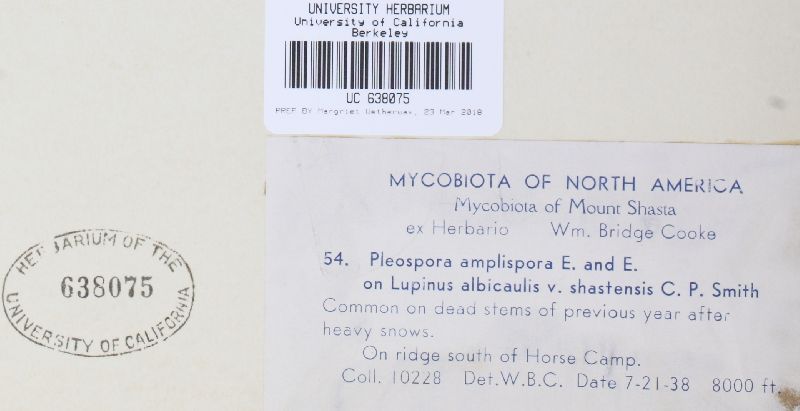 UNIVERSITY HERBARIUM
University of California
Berkeley
UC 638075
PREP BY Margriet Wetherwax, 23 Mar 2018
MYCOBIOTA OF NORTH AMERICA
Mycobiota of Mount Shasta
ex Herbario Wm. Bridge Cooke
54. Pleospora amplispora E. and E.
on Lupinus albicaulis v. shastensis C. P. Smith
Common on dead stems of previous year after
heavy snows.
On ridge south of Horse Camp.
Coll. 10228 Det.W.B.C. Date 7-21-38 8000 ft.
HERBARIUM OF THE
638075
UNIVERSITY OF CALIFORNIA